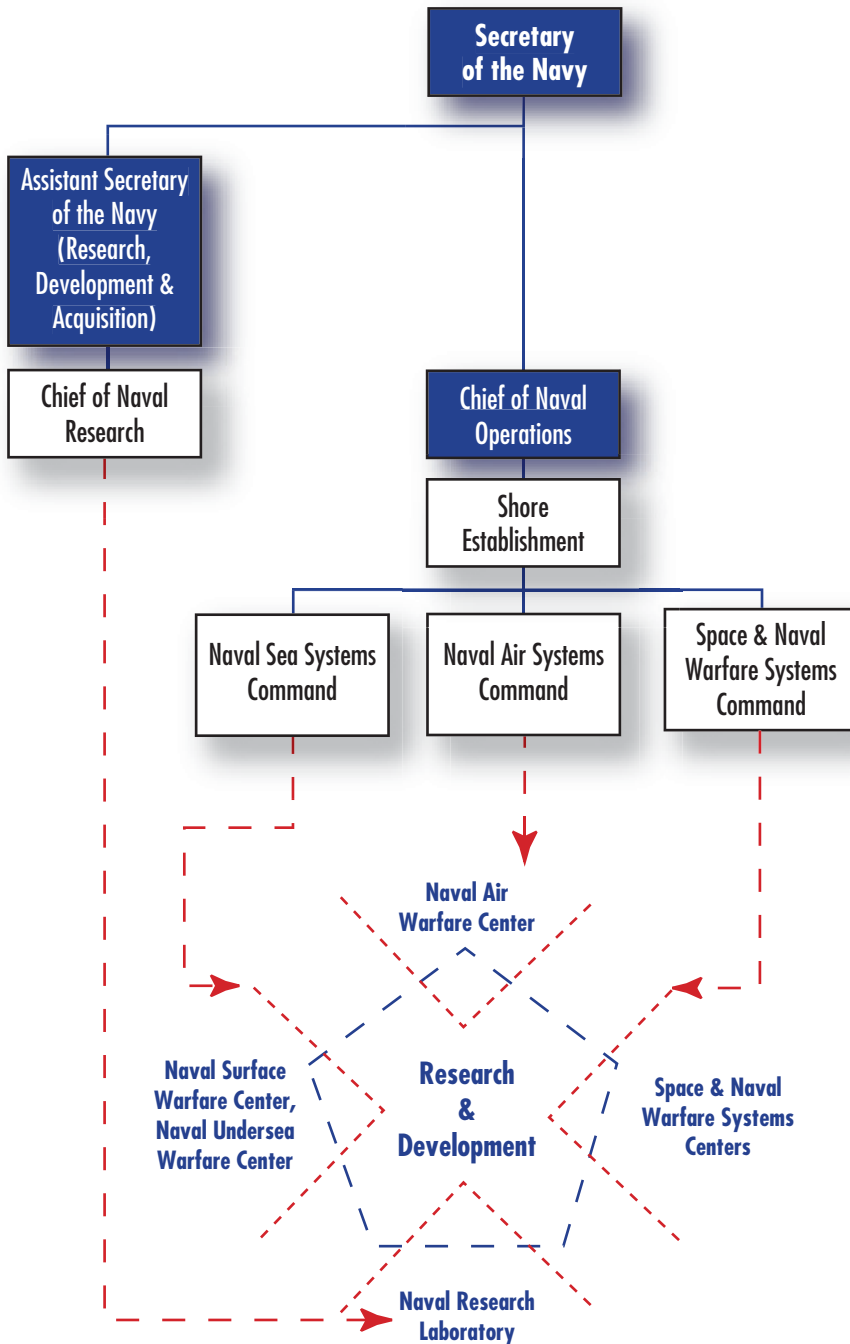 Secretary
of the Navy
Assistant Secretary
of the Navy
(Research,
Development &
Acquisition)
Chief of Naval
Research
Chief of Naval
Operations
Shore
Establishment
Naval Sea Systems
Command
Naval Air Systems
Command
Space & Naval
Warfare Systems
Command
Naval Air
Warfare Center
Naval Surface
Warfare Center,
Naval Undersea
Warfare Center
Research
&
Development
Space & Naval
Warfare Systems
Centers
Naval Research
Laboratory